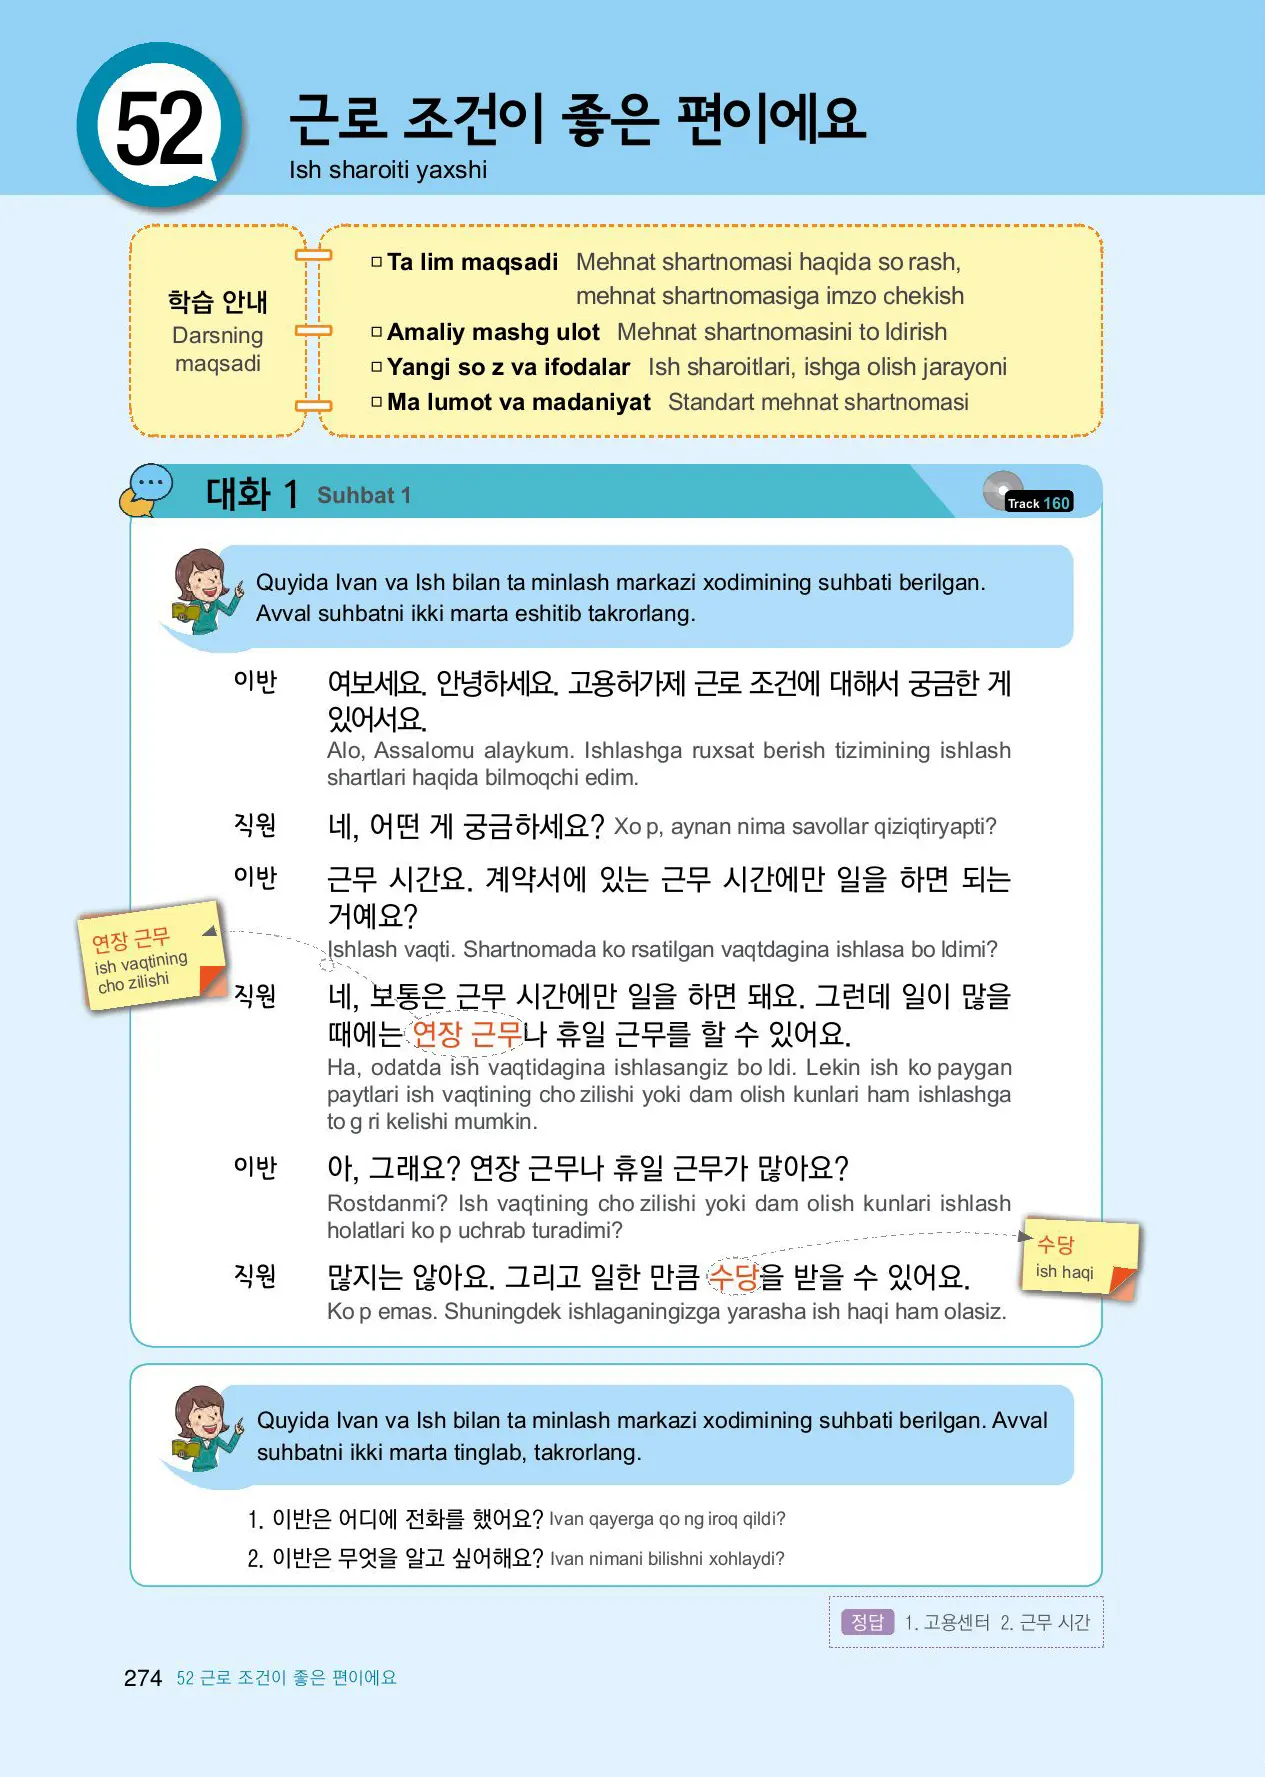 52
근로 조건이 좋은 편이에요
Ish sharoiti yaxshi
학습 안내
Darsning
maqsadi
Ta lim maqsadi Mehnat shartnomasi haqida so rash,
mehnat shartnomasiga imzo chekish
Amaliy mashg ulot Mehnat shartnomasini to ldirish
Yangi so z va ifodalar Ish sharoitlari, ishga olish jarayoni
Ma lumot va madaniyat Standart mehnat shartnomasi
대화 1 Suhbat 1
Track 160
Quyida Ivan va Ish bilan ta minlash markazi xodimining suhbati berilgan.
Avval suhbatni ikki marta eshitib takrorlang.
이반 여보세요. 안녕하세요. 고용허가제 근로 조건에 대해서 궁금한 게
있어서요.
Alo, Assalomu alaykum. Ishlashga ruxsat berish tizimining ishlash
shartlari haqida bilmoqchi edim.
직원 네, 어떤 게 궁금하세요? Xo p, aynan nima savollar qiziqtiryapti?
이반 근무 시간요. 계약서에 있는 근무 시간에만 일을 하면 되는
거예요?
Ishlash vaqti. Shartnomada ko rsatilgan vaqtdagina ishlasa bo ldimi?
연장 근무
ish vaqtining
cho zilishi
직원 네, 보통은 근무 시간에만 일을 하면 돼요. 그런데 일이 많을
때에는 연장 근무나 휴일 근무를 할 수 있어요.
Ha, odatda ish vaqtidagina ishlasangiz bo ldi. Lekin ish ko paygan
paytlari ish vaqtining cho zilishi yoki dam olish kunlari ham ishlashga
to g ri kelishi mumkin.
이반 아, 그래요? 연장 근무나 휴일 근무가 많아요?
Rostdanmi? Ish vaqtining cho zilishi yoki dam olish kunlari ishlash
holatlari ko p uchrab turadimi?
직원 많지는 않아요. 그리고 일한 만큼 수당을 받을 수 있어요.
Ko p emas. Shuningdek ishlaganingizga yarasha ish haqi ham olasiz.
수당
ish haqi
Quyida Ivan va Ish bilan ta minlash markazi xodimining suhbati berilgan. Avval
suhbatni ikki marta tinglab, takrorlang.
1. 이반은 어디에 전화를 했어요? Ivan qayerga qo ng iroq qildi?
2. 이반은 무엇을 알고 싶어해요? Ivan nimani bilishni xohlaydi?
정답 1. 고용센터 2. 근무 시간
274 52 근로 조건이 좋은 편이에요